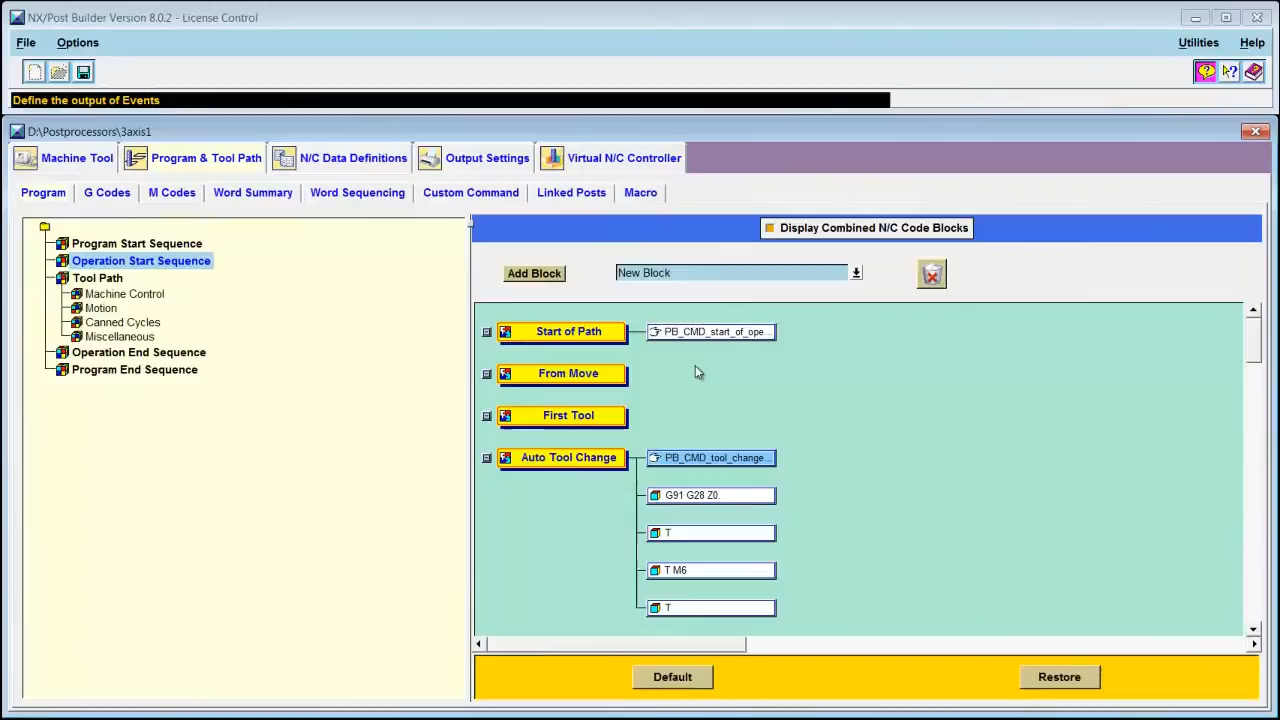 NX/Post Builder Version 8.0.2 - License Control
File Options Utilities Help
Define the output of Events
D:\Postprocessors\3axis1
Machine Tool Program & Tool Path N/C Data Definitions Output Settings Virtual N/C Controller
Program G Codes M Codes Word Summary Word Sequencing Custom Command Linked Posts Macro
Program Start Sequence
Operation Start Sequence
Tool Path
Machine Control
Motion
Canned Cycles
Miscellaneous
Operation End Sequence
Program End Sequence
Display Combined N/C Code Blocks
Add Block New Block
Start of Path PB_CMD_start_of_ope...
From Move
First Tool
Auto Tool Change PB_CMD_tool_change...
G91 G28 Z0.
T
T M6
T
Default Restore